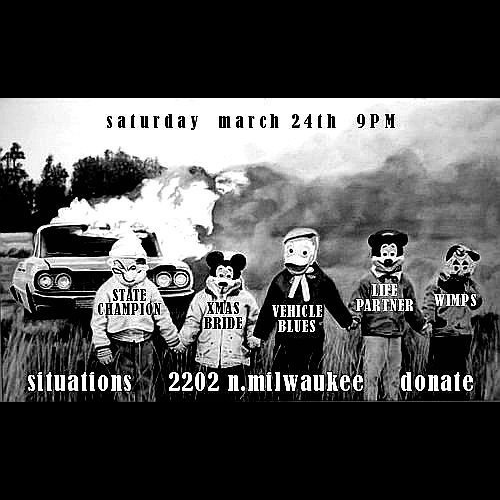 saturday march 24th 9PM
STATE
CHAMPION
XMAS
BRIDE
VEHICLE
BLUES
LIFE
PARTNER
WIMPS
situations 2202 n.milwaukee donate